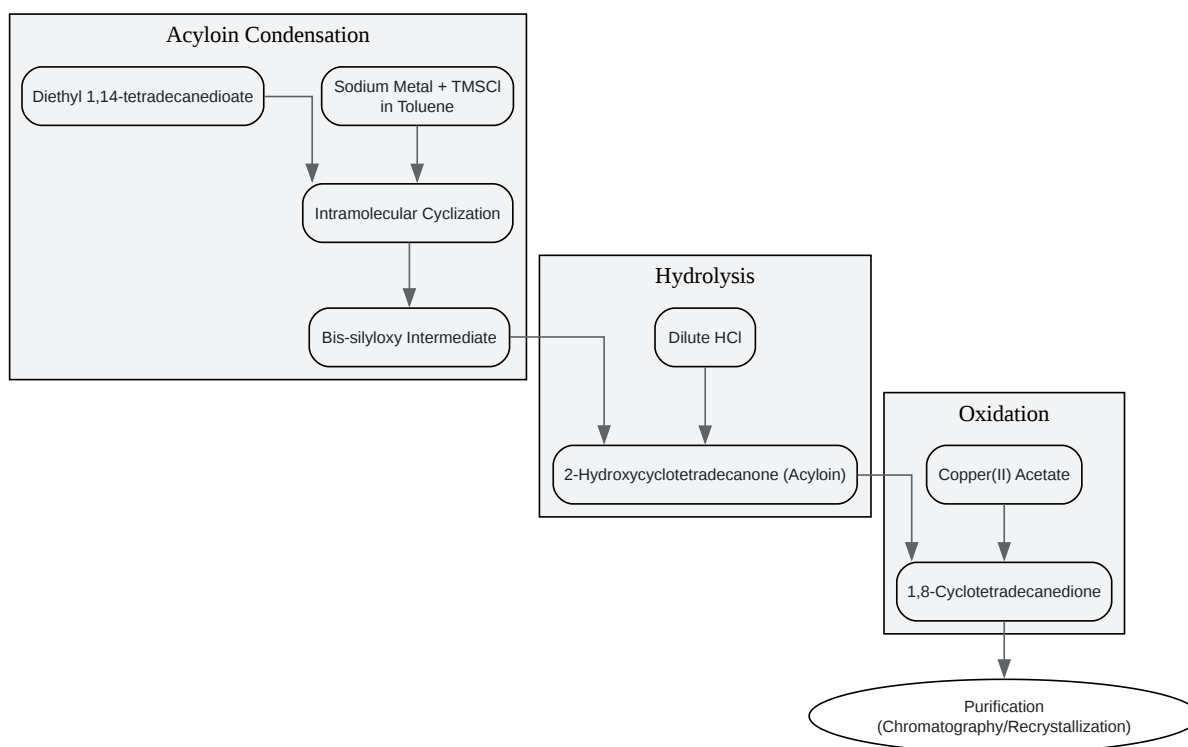 Acyloin Condensation
Diethyl 1,14-tetradecanedioate
Sodium Metal + TMSCl
in Toluene
Intramolecular Cyclization
Bis-silyloxy Intermediate
Hydrolysis
Dilute HCl
2-Hydroxycyclotetradecanone (Acyloin)
Oxidation
Copper(II) Acetate
1,8-Cyclotetradecanedione
Purification
(Chromatography/Recrystallization)